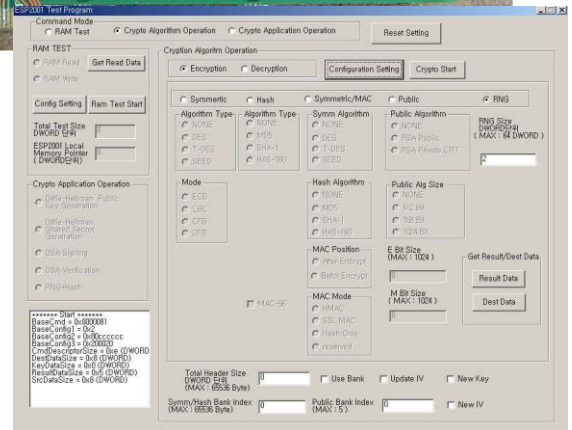 ESP2001 Test Program
Command Mode
RAM Test
Crypto Algorithm Operation
Crypto Application Operation
Reset Setting
RAM TEST
RAM Read
Get Read Data
RAM Write
Config Setting
Ram Test Start
Total Test Size
DWORD 단위
0
ESP2001 Local
Memory Pointer
( DWORD단위)
0
Crypto Application Operation
Diffie-Hellman Public
Key Generation
Diffie-Hellman
Shared Secret
Generation
DSA Signing
DSA Verification
RNG+Hash
******* Start *******
BaseCmd = 0x8000081
BaseConfig1 = 0x2
BaseConfig2 = 0x80cccccc
BaseConfig3 = 0x200020
CmdDescriptorSize = 0xe (DWORD
DestDataSize = 0x8 (DWORD)
KeyDataSize = 0x0 (DWORD)
ResultDataSize = 0x5 (DWORD)
SrcDataSize = 0x8 (DWORD)
Cryption Algoritm Operation
Encryption
Decryption
Configuration Setting
Crypto Start
Symmertic
Hash
Symmetric/MAC
Public
RNG
Algorithm Type
NONE
DES
T-DES
SEED
Algorithm Type
NONE
MD5
SHA-1
HAS-160
Symm Algorithm
NONE
DES
T-DES
SEED
Public Algorithm
NONE
RSA Public
RSA Private CRT
RNG Size
DWORD단위
( MAX : 64 DWORD )
2
Mode
ECB
CBC
CFB
OFB
Hash Algorithm
NONE
MD5
SHA-1
HAS-160
Public Alg Size
NONE
512 Bit
768 Bit
1024 Bit
MAC Position
After Encrypt
Befor Encrypt
E Bit Size
(MAX : 1024 )
0
Get Result/Dest Data
Result Data
Dest Data
MAC-96
MAC Mode
HMAC
SSL MAC
Hash Only
reserved
M Bit Size
( MAX : 1024 )
0
Total Header Size
DWORD 단위
(MAX : 65536 Byte)
0
Use Bank
Update IV
New Key
Symm/Hash Bank Index
(MAX : 65536 Byte)
0
Public Bank Index
(MAX : 5 )
0
New IV